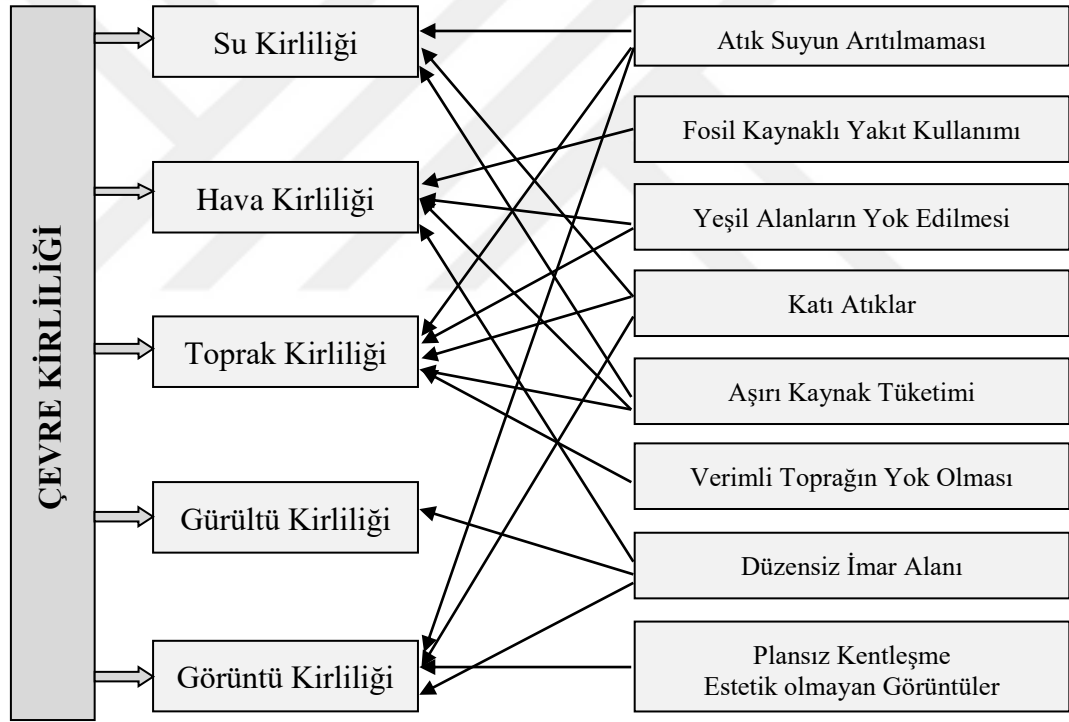 ÇEVRE KİRLİLİĞİ
Su Kirliliği
Hava Kirliliği
Toprak Kirliliği
Gürültü Kirliliği
Görüntü Kirliliği
Atık Suyun Arıtılmaması
Fosil Kaynaklı Yakıt Kullanımı
Yeşil Alanların Yok Edilmesi
Katı Atıklar
Aşırı Kaynak Tüketimi
Verimli Toprağın Yok Olması
Düzensiz İmar Alanı
Plansız Kentleşme
Estetik olmayan Görüntüler